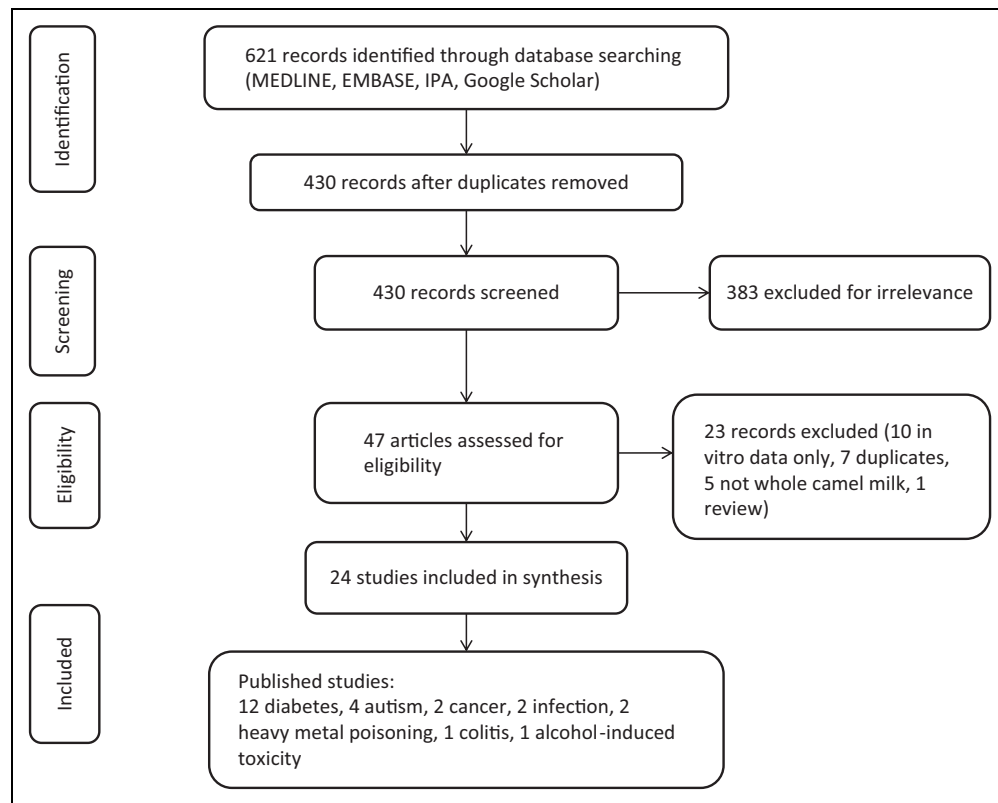 Identification
621 records identified through database searching
(MEDLINE, EMBASE, IPA, Google Scholar)
430 records after duplicates removed
Screening
430 records screened
383 excluded for irrelevance
Eligibility
47 articles assessed for
eligibility
23 records excluded (10 in
vitro data only, 7 duplicates,
5 not whole camel milk, 1
review)
24 studies included in synthesis
Included
Published studies:
12 diabetes, 4 autism, 2 cancer, 2 infection, 2
heavy metal poisoning, 1 colitis, 1 alcohol-induced
toxicity